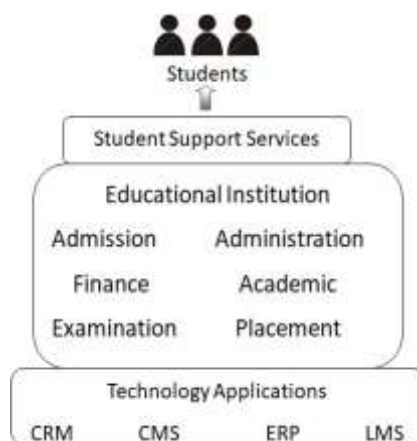 Students
Student Support Services
Educational Institution
Admission Administration
Finance Academic
Examination Placement
Technology Applications
CRM CMS ERP LMS